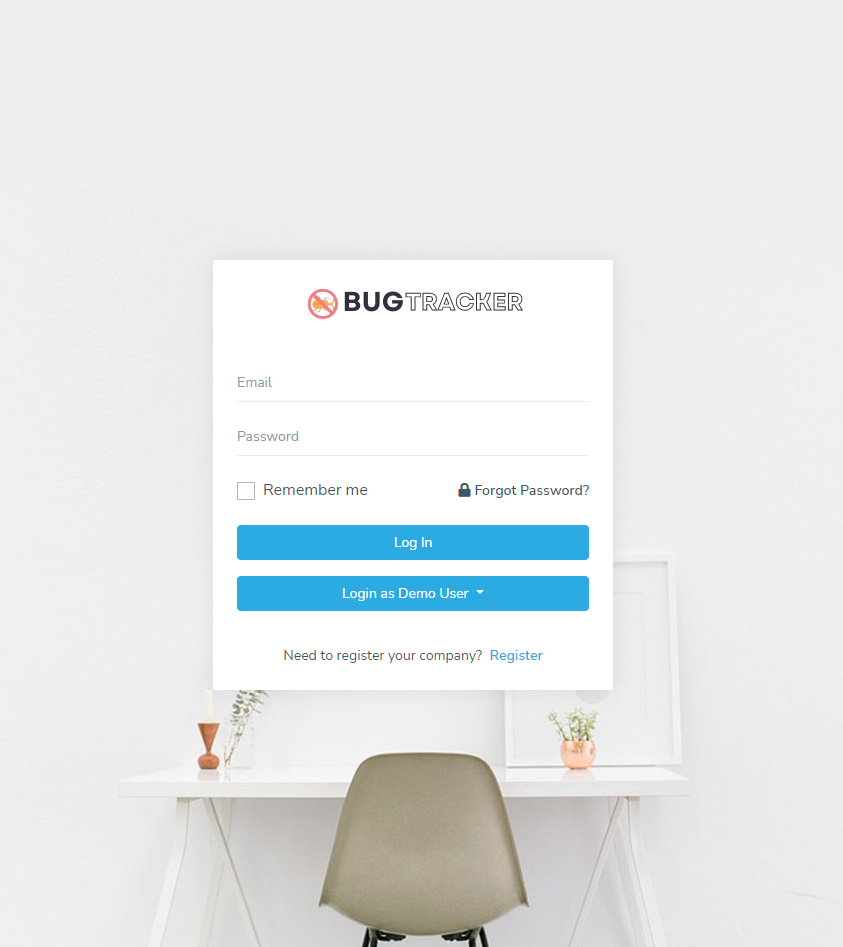 BUGTRACKER
Email
Password
Remember me
Forgot Password?
Log In
Login as Demo User
Need to register your company? Register